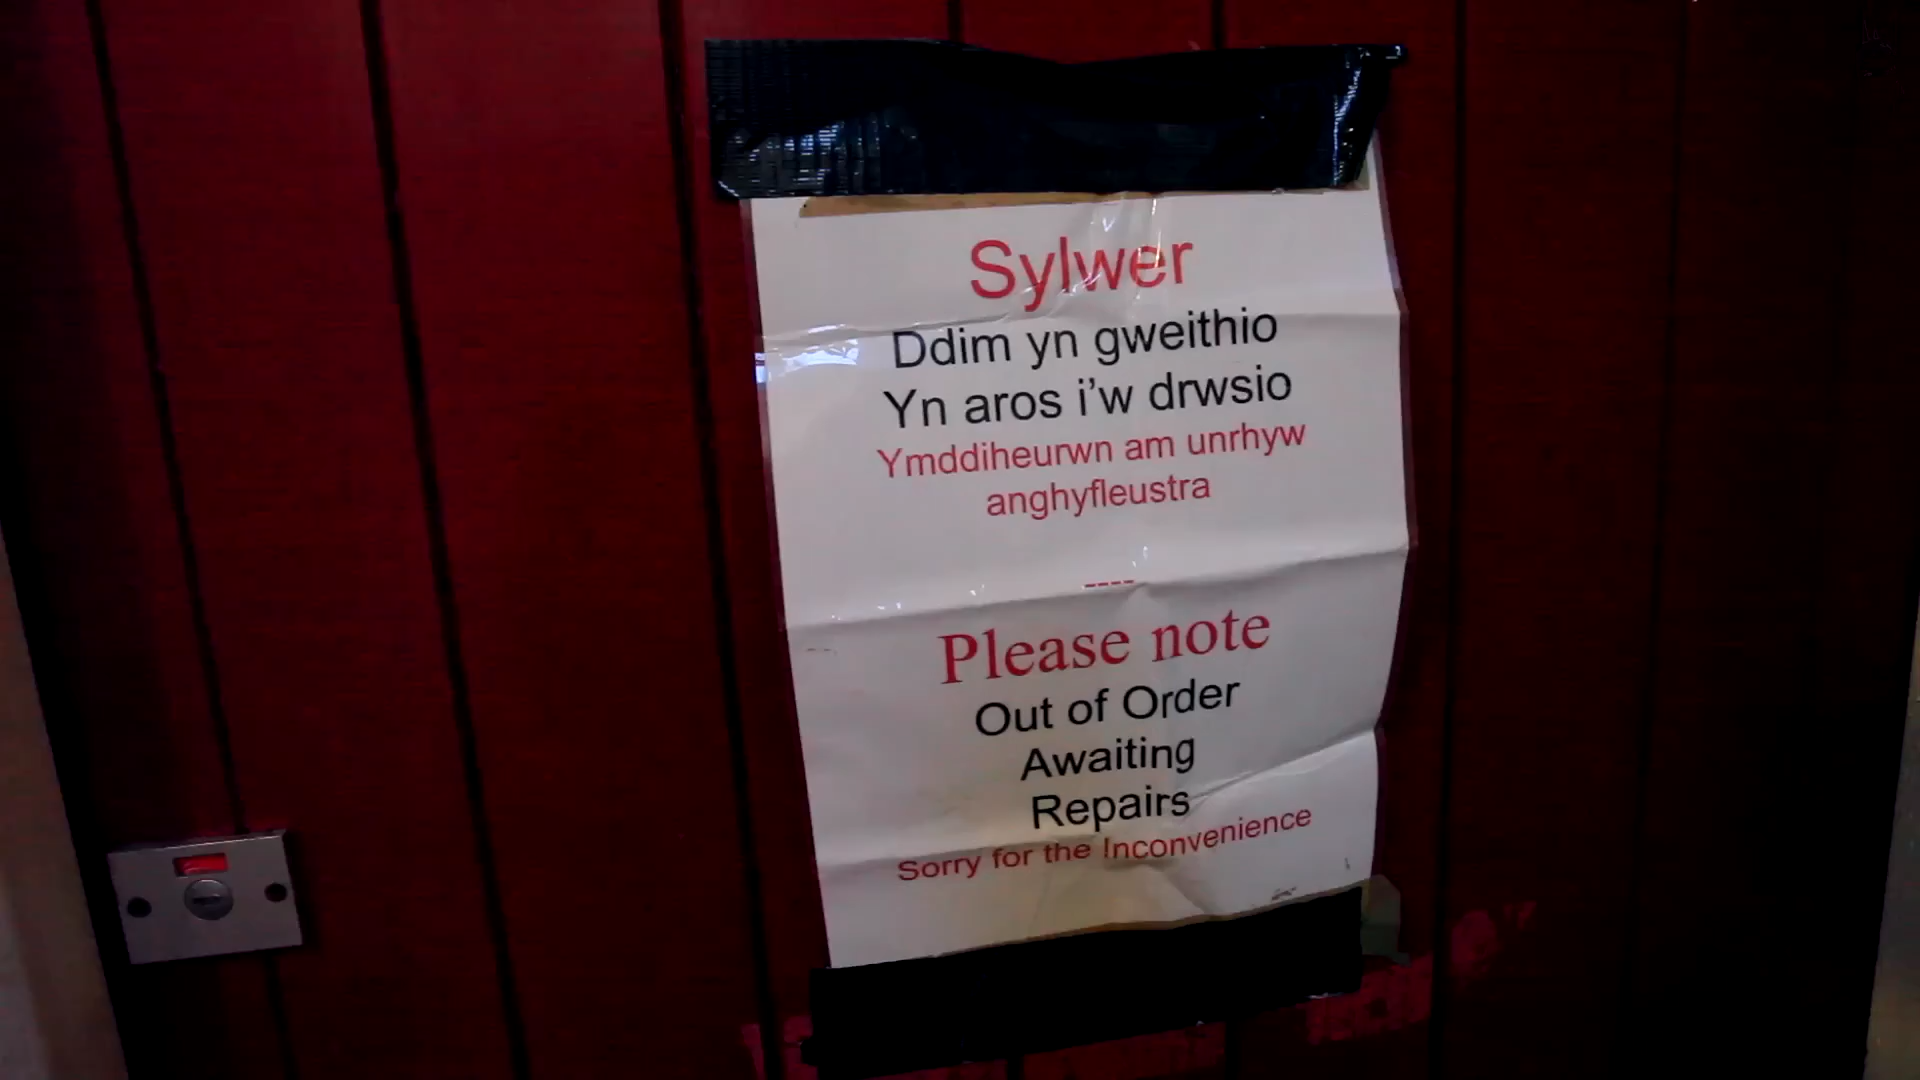 Sylwer
Ddim yn gweithio
Yn aros i'w drwsio
Ymddiheurwn am unrhyw
anghyfleustra
----
Please note
Out of Order
Awaiting
Repairs
Sorry for the Inconvenience